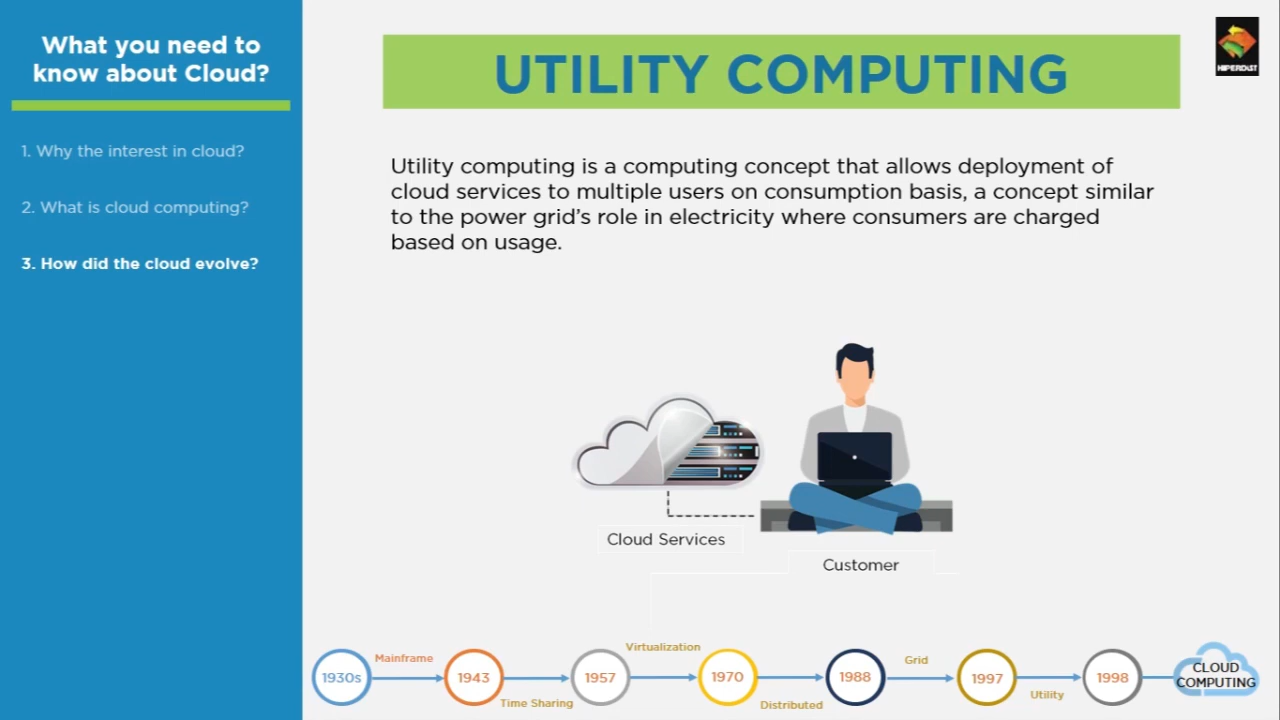 What you need to
know about Cloud?
1. Why the interest in cloud?
2. What is cloud computing?
3. How did the cloud evolve?
UTILITY COMPUTING
HIPERDIST
Utility computing is a computing concept that allows deployment of
cloud services to multiple users on consumption basis, a concept similar
to the power grid's role in electricity where consumers are charged
based on usage.
Cloud Services
Customer
1930s
Mainframe
1943
Time Sharing
1957
Virtualization
1970
Distributed
1988
Grid
1997
Utility
1998
CLOUD
COMPUTING